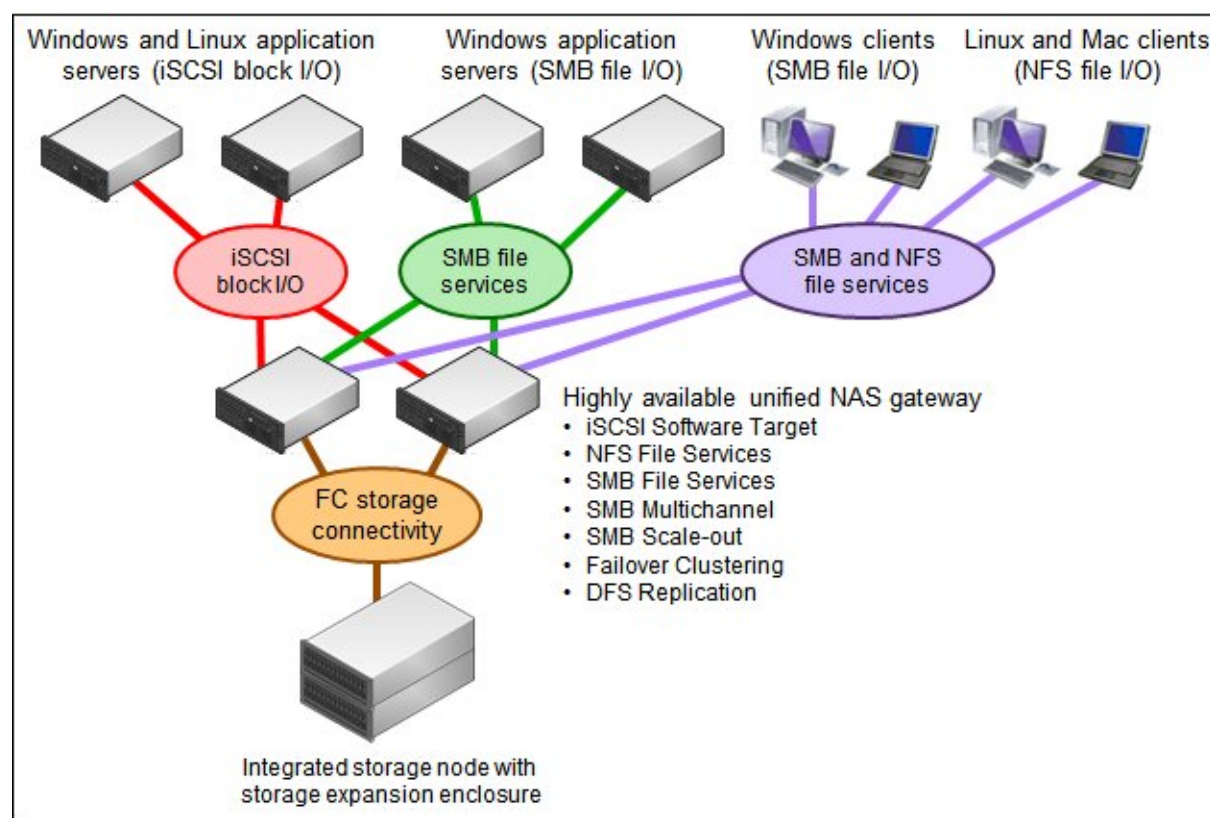 Windows and Linux application
servers (iSCSI block I/O)
Windows application
servers (SMB file I/O)
Windows clients
(SMB file I/O)
Linux and Mac clients
(NFS file I/O)
iSCSI
block I/O
SMB file
services
SMB and NFS
file services
Highly available unified NAS gateway
• iSCSI Software Target
• NFS File Services
• SMB File Services
• SMB Multichannel
• SMB Scale-out
• Failover Clustering
• DFS Replication
FC storage
connectivity
Integrated storage node with
storage expansion enclosure